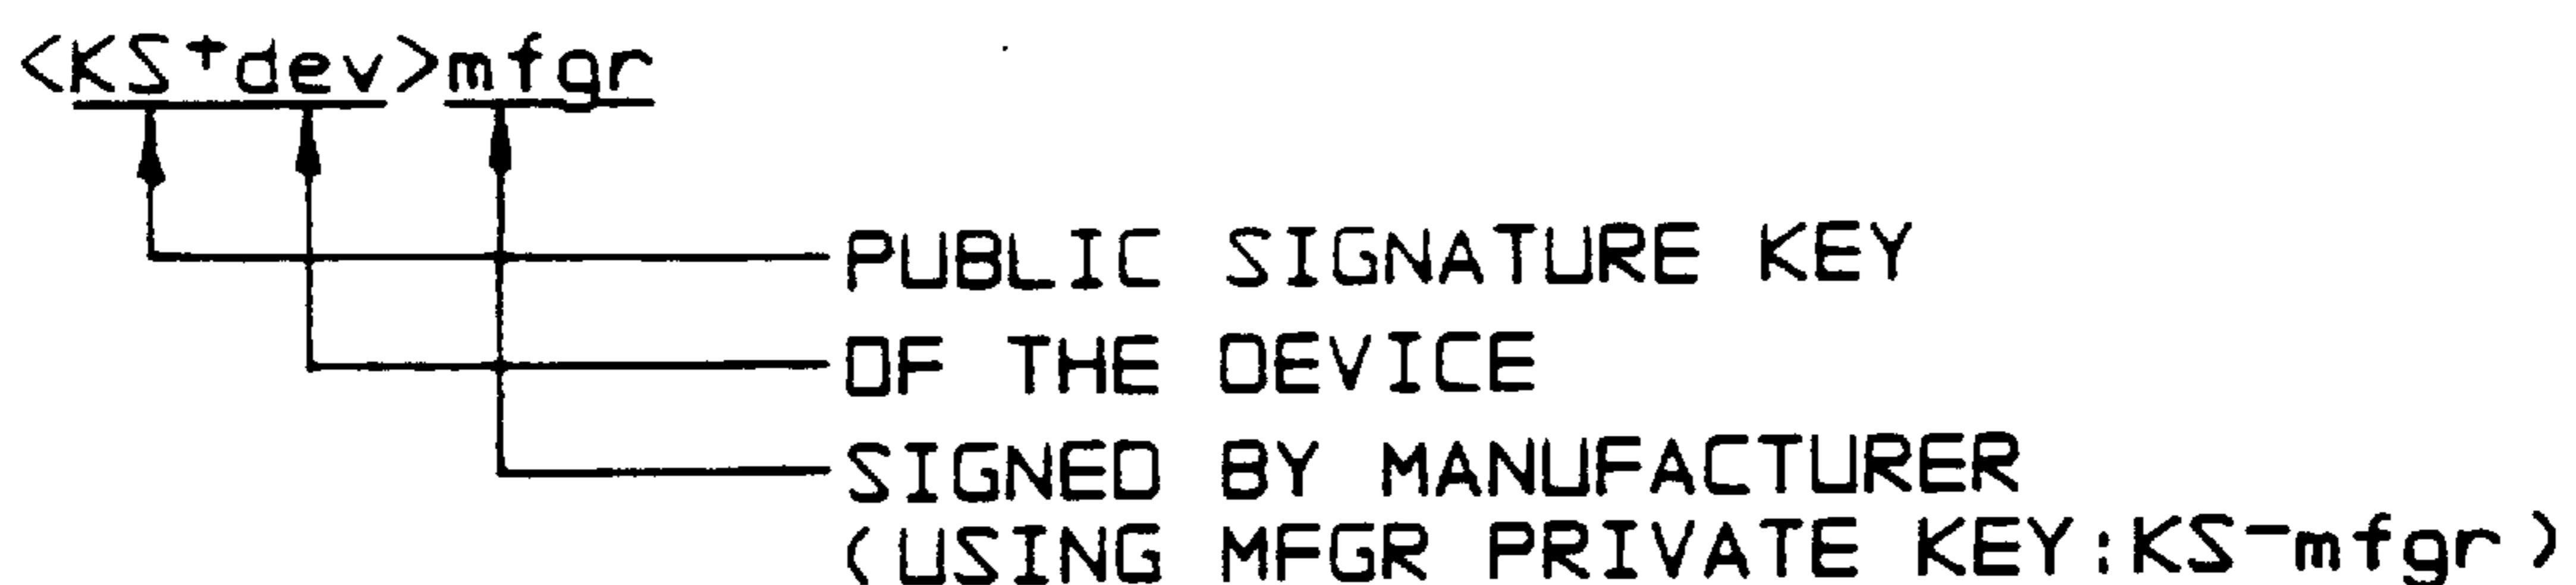 <KS⁺dev>mfgr
PUBLIC SIGNATURE KEY
OF THE DEVICE
SIGNED BY MANUFACTURER
(USING MFGR PRIVATE KEY:KS⁻mfgr)